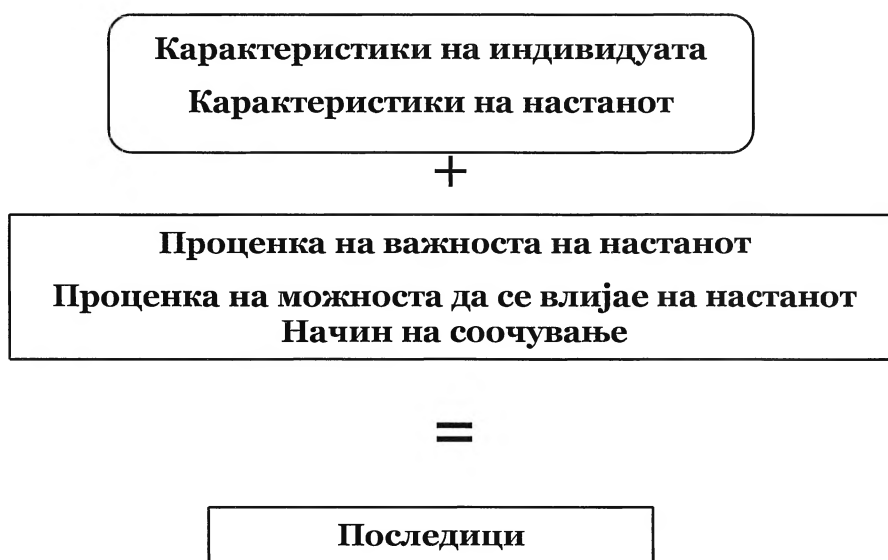 Карактеристики на индивидуата
Карактеристики на настанот
+
Проценка на важноста на настанот
Проценка на можноста да се влијае на настанот
Начин на соочување
=
Последици